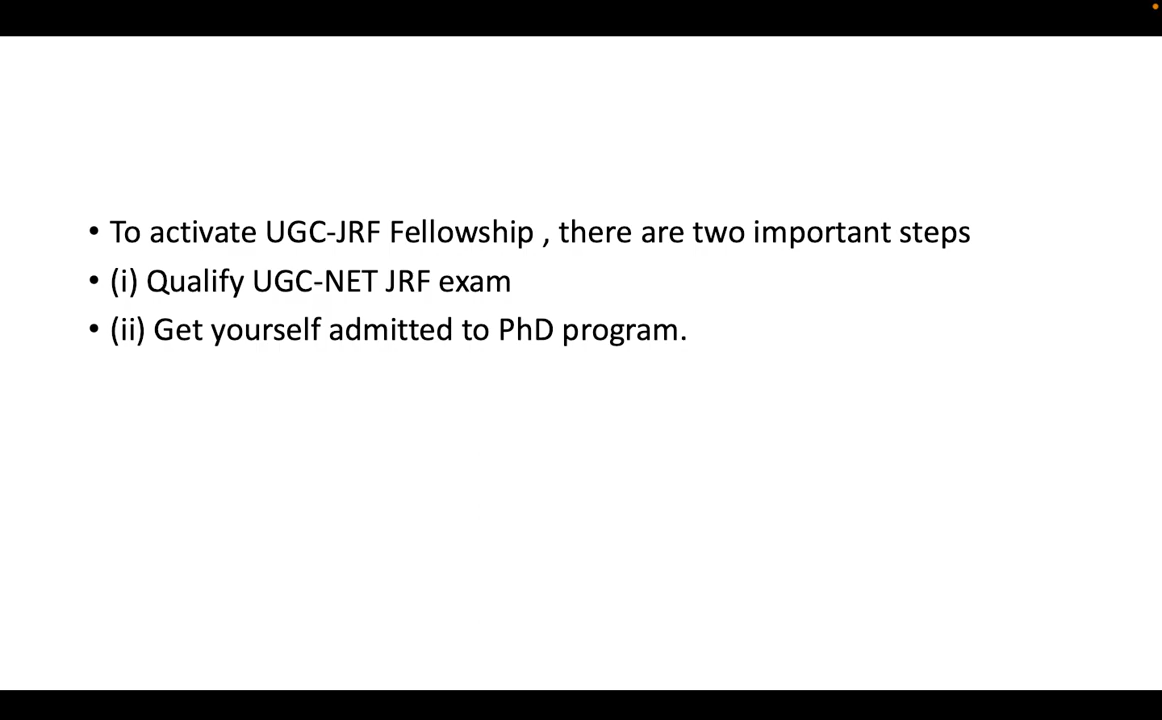 • To activate UGC-JRF Fellowship , there are two important steps
• (i) Qualify UGC-NET JRF exam
• (ii) Get yourself admitted to PhD program.